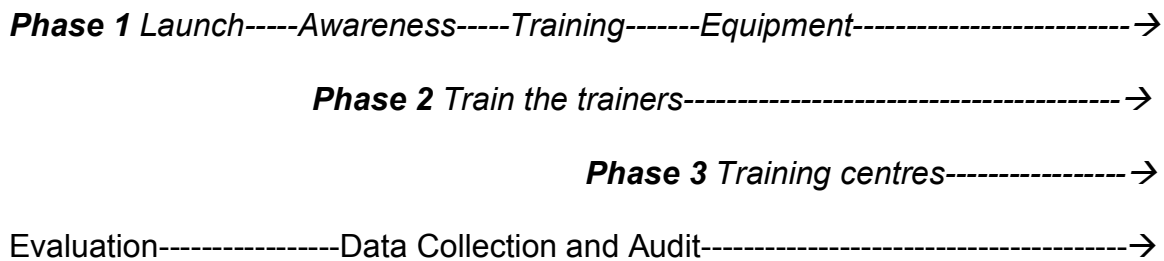 Phase 1 Launch-----Awareness-----Training-------Equipment--------------------------→
Phase 2 Train the trainers-----------------------------------------→
Phase 3 Training centres-----------------→
Evaluation-----------------Data Collection and Audit----------------------------------------→